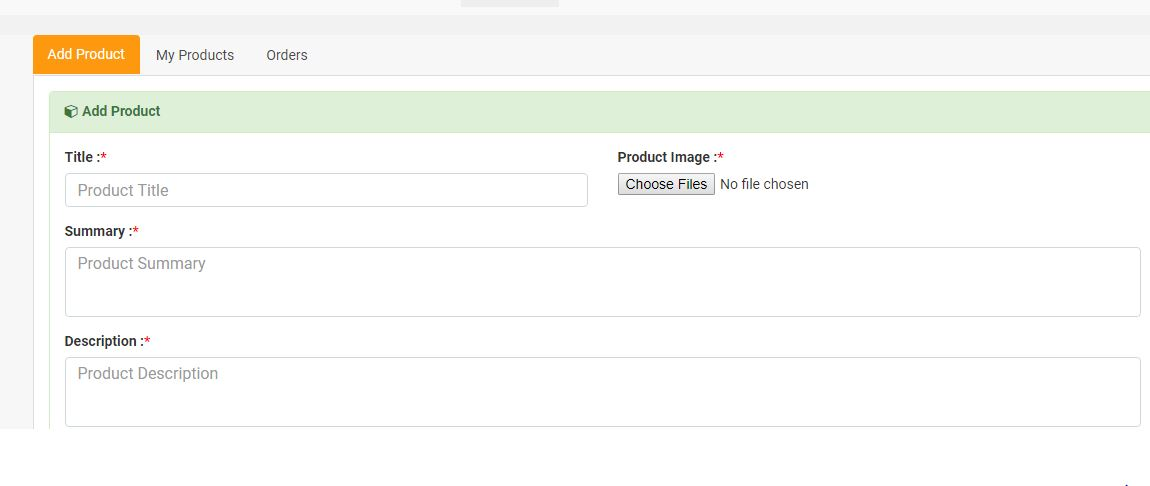 Add Product My Products Orders
Add Product
Title :* Product Image :*
Product Title Choose Files No file chosen
Summary :*
Product Summary
Description :*
Product Description